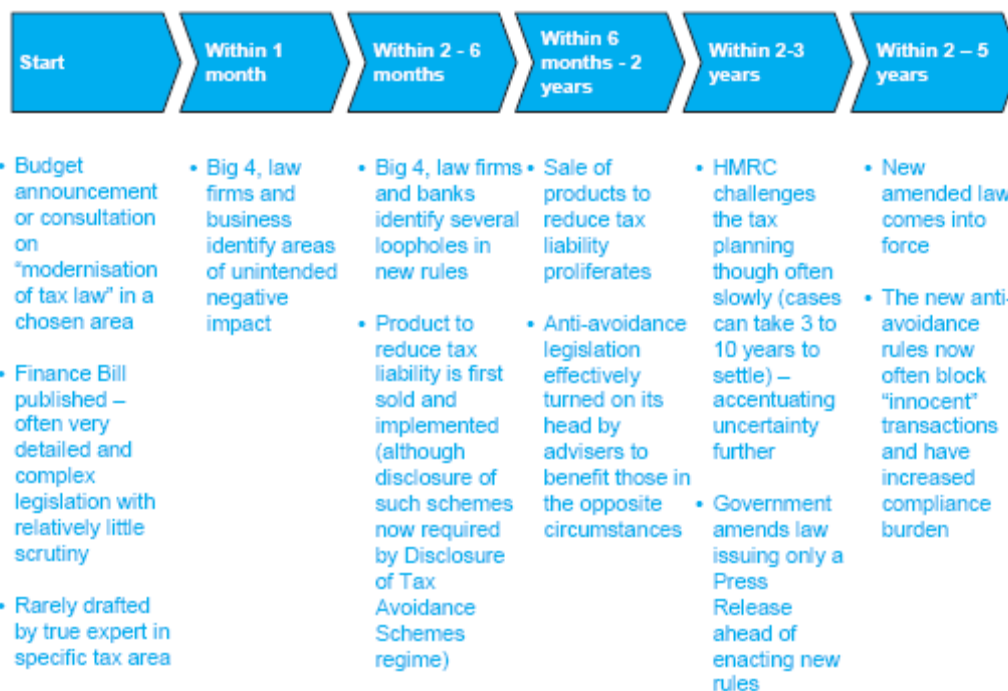 Start
Within 1
month
Within 2 - 6
months
Within 6
months - 2
years
Within 2-3
years
Within 2 – 5
years
• Budget
announcement
or consultation
on
“modernisation
of tax law” in a
chosen area
• Finance Bill
published –
often very
detailed and
complex
legislation with
relatively little
scrutiny
• Rarely drafted
by true expert in
specific tax area
• Big 4, law
firms and
business
identify areas
of unintended
negative
impact
• Big 4, law firms
and banks
identify several
loopholes in
new rules
• Product to
reduce tax
liability is first
sold and
implemented
(although
disclosure of
such schemes
now required
by Disclosure
of Tax
Avoidance
Schemes
regime)
• Sale of
products to
reduce tax
liability
proliferates
• Anti-avoidance
legislation
effectively
turned on its
head by
advisers to
benefit those in
the opposite
circumstances
• HMRC
challenges
the tax
planning
though often
slowly (cases
can take 3 to
10 years to
settle) –
accentuating
uncertainty
further
• Government
amends law
issuing only a
Press
Release
ahead of
enacting new
rules
• New
amended law
comes into
force
• The new anti-
avoidance
rules now
often block
“innocent”
transactions
and have
increased
compliance
burden